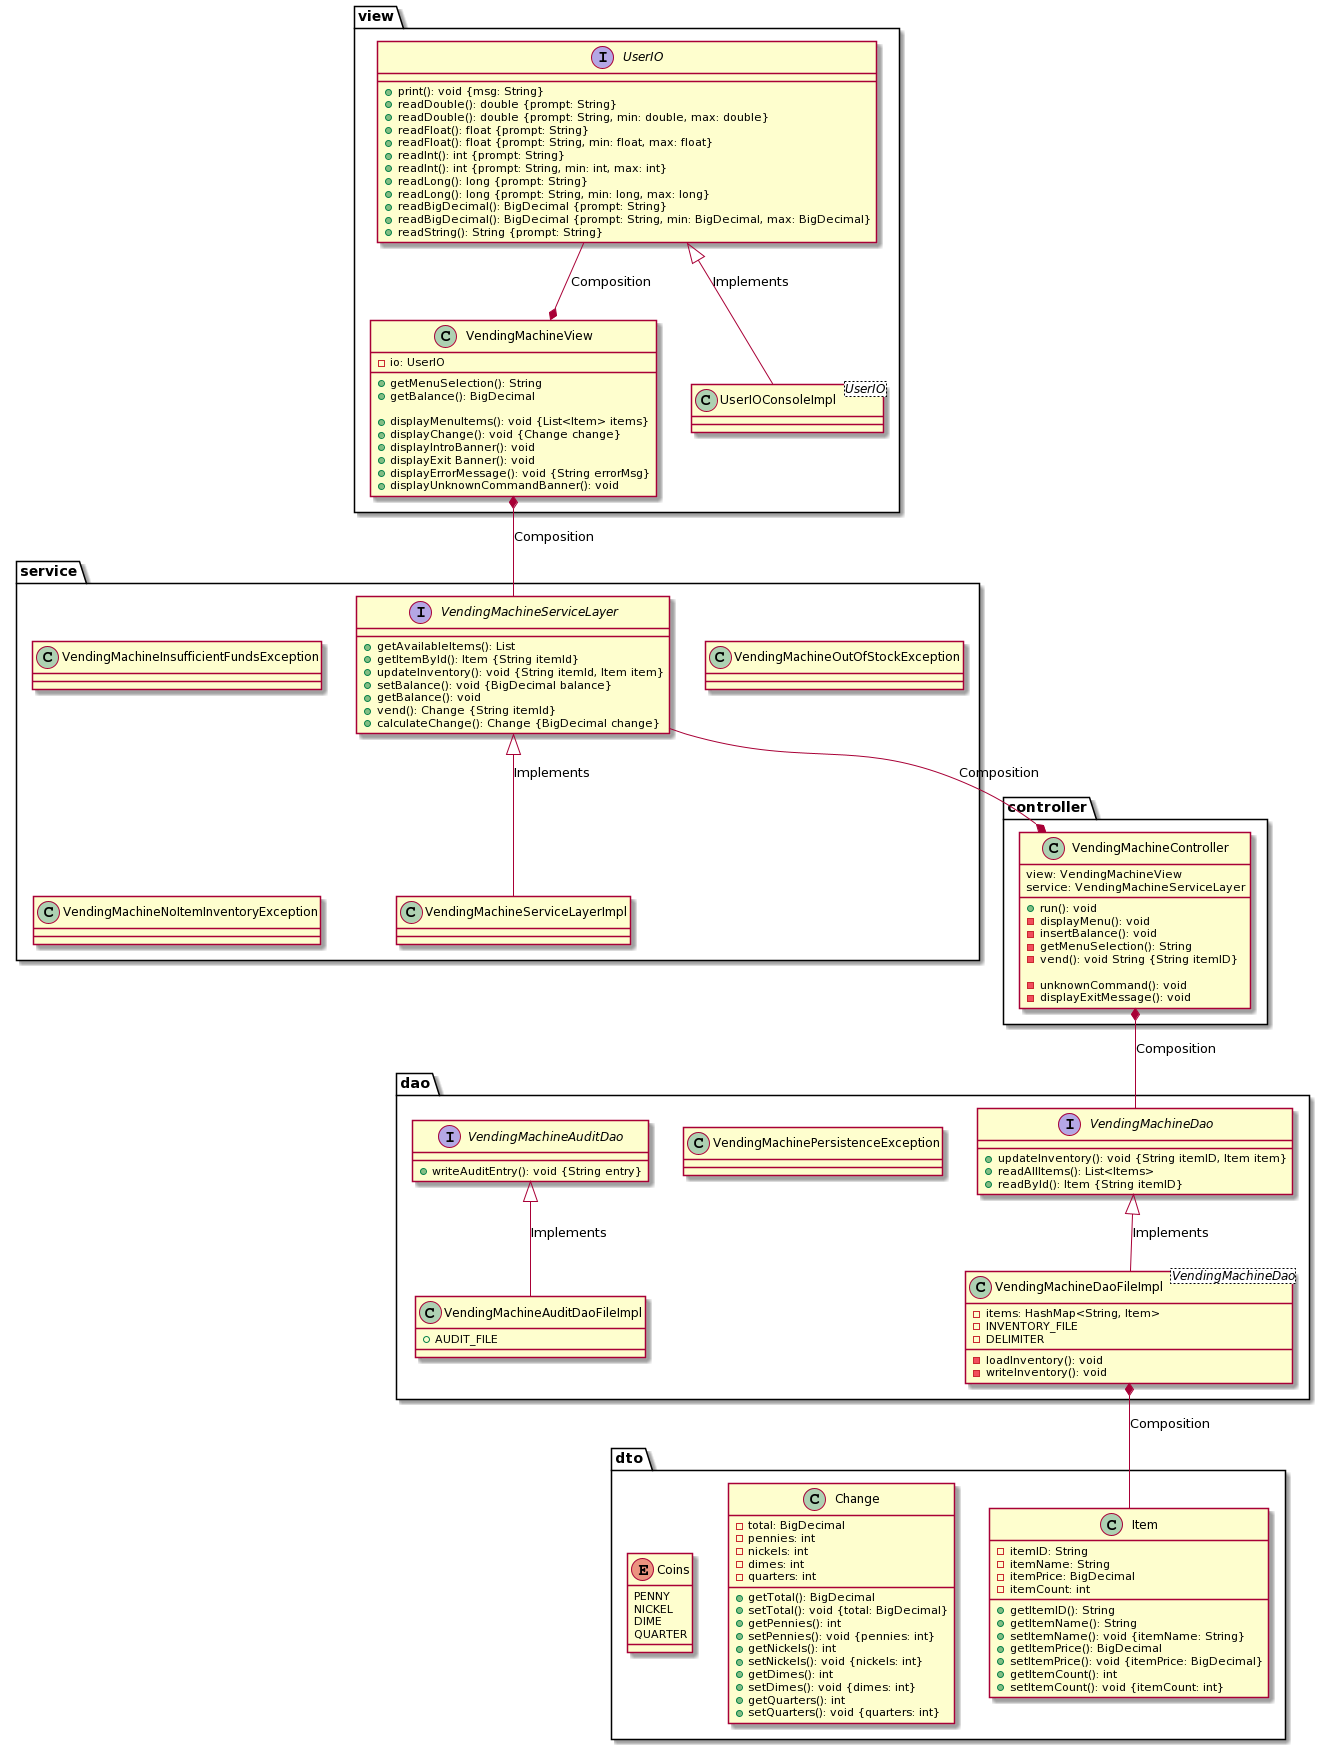 view
I UserIO
print(): void {msg: String}
readDouble(): double {prompt: String}
readDouble(): double {prompt: String, min: double, max: double}
readFloat(): float {prompt: String}
readFloat(): float {prompt: String, min: float, max: float}
readInt(): int {prompt: String}
readInt(): int {prompt: String, min: int, max: int}
readLong(): long {prompt: String}
readLong(): long {prompt: String, min: long, max: long}
readBigDecimal(): BigDecimal {prompt: String}
readBigDecimal(): BigDecimal {prompt: String, min: BigDecimal, max: BigDecimal}
readString(): String {prompt: String}
Composition
Implements
C VendingMachineView
io: UserIO
getMenuSelection(): String
getBalance(): BigDecimal
displayMenuItems(): void {List<Item> items}
displayChange(): void {Change change}
displayIntroBanner(): void
displayExit Banner(): void
displayErrorMessage(): void {String errorMsg}
displayUnknownCommandBanner(): void
C UserIOConsoleImpl
UserIO
Composition
service
C VendingMachineInsufficientFundsException
I VendingMachineServiceLayer
getAvailableItems(): List
getItemById(): Item {String itemId}
updateInventory(): void {String itemId, Item item}
setBalance(): void {BigDecimal balance}
getBalance(): void
vend(): Change {String itemId}
calculateChange(): Change {BigDecimal change}
C VendingMachineOutOfStockException
Implements
Composition
C VendingMachineNoItemInventoryException
C VendingMachineServiceLayerImpl
controller
C VendingMachineController
view: VendingMachineView
service: VendingMachineServiceLayer
run(): void
displayMenu(): void
insertBalance(): void
getMenuSelection(): String
vend(): void String {String itemID}
unknownCommand(): void
displayExitMessage(): void
Composition
dao
I VendingMachineAuditDao
writeAuditEntry(): void {String entry}
C VendingMachinePersistenceException
I VendingMachineDao
updateInventory(): void {String itemID, Item item}
readAllItems(): List<Items>
readById(): Item {String itemID}
Implements
Implements
C VendingMachineAuditDaoFileImpl
AUDIT_FILE
C VendingMachineDaoFileImpl
VendingMachineDao
items: HashMap<String, Item>
INVENTORY_FILE
DELIMITER
loadInventory(): void
writeInventory(): void
Composition
dto
E Coins
PENNY
NICKEL
DIME
QUARTER
C Change
total: BigDecimal
pennies: int
nickels: int
dimes: int
quarters: int
getTotal(): BigDecimal
setTotal(): void {total: BigDecimal}
getPennies(): int
setPennies(): void {pennies: int}
getNickels(): int
setNickels(): void {nickels: int}
getDimes(): int
setDimes(): void {dimes: int}
getQuarters(): int
setQuarters(): void {quarters: int}
C Item
itemID: String
itemName: String
itemPrice: BigDecimal
itemCount: int
getItemID(): String
getItemName(): String
setItemName(): void {itemName: String}
getItemPrice(): BigDecimal
setItemPrice(): void {itemPrice: BigDecimal}
getItemCount(): int
setItemCount(): void {itemCount: int}